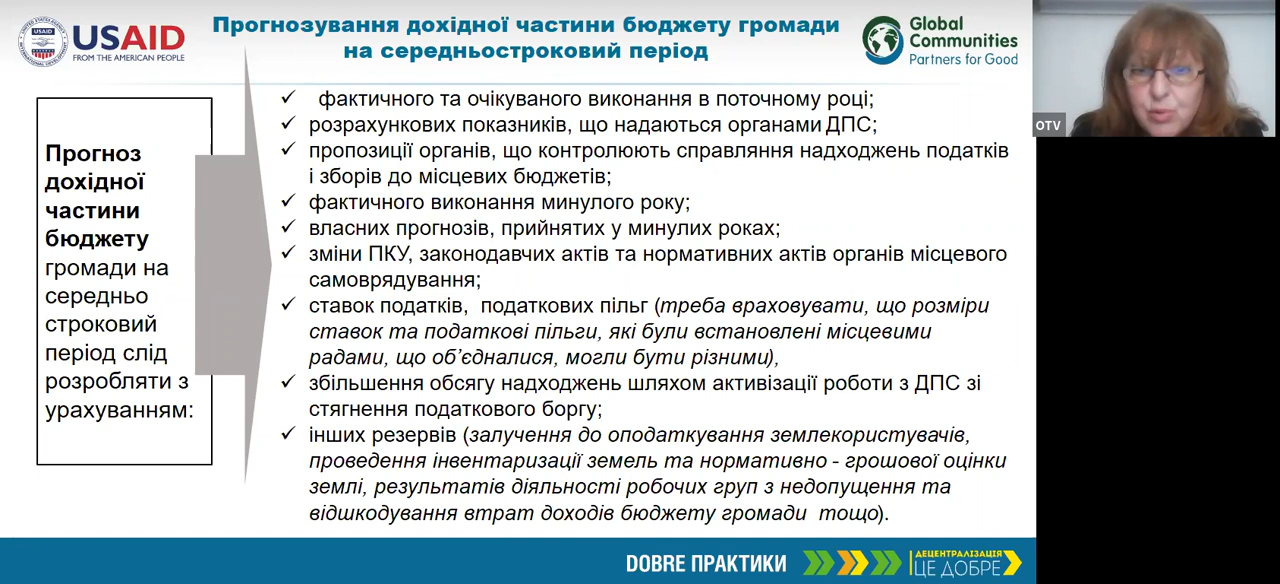 USAID
FROM THE AMERICAN PEOPLE
Прогнозування дохідної частини бюджету громади
на середньостроковий період
Global
Communities
Partners for Good
OTV
Прогноз
дохідної
частини
бюджету
громади на
середньо
строковий
період слід
розробляти з
урахуванням:
✓ фактичного та очікуваного виконання в поточному році;
✓ розрахункових показників, що надаються органами ДПС;
✓ пропозиції органів, що контролюють справляння надходжень податків
і зборів до місцевих бюджетів;
✓ фактичного виконання минулого року;
✓ власних прогнозів, прийнятих у минулих роках;
✓ зміни ПКУ, законодавчих актів та нормативних актів органів місцевого
самоврядування;
✓ ставок податків, податкових пільг (треба враховувати, що розміри
ставок та податкові пільги, які були встановлені місцевими
радами, що об’єдналися, могли бути різними),
✓ збільшення обсягу надходжень шляхом активізації роботи з ДПС зі
стягнення податкового боргу;
✓ інших резервів (залучення до оподаткування землекористувачів,
проведення інвентаризації земель та нормативно - грошової оцінки
землі, результатів діяльності робочих груп з недопущення та
відшкодування втрат доходів бюджету громади тощо).
DOBRE ПРАКТИКИ
ДЕЦЕНТРАЛІЗАЦІЯ
ЦЕ ДОБРЕ